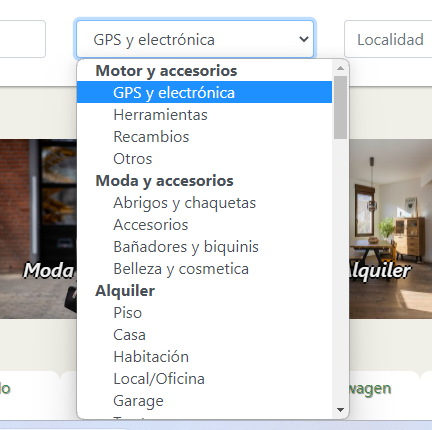 GPS y electrónica
Localidad
Motor y accesorios
GPS y electrónica
Herramientas
Recambios
Otros
Moda y accesorios
Abrigos y chaquetas
Accesorios
Bañadores y biquinis
Belleza y cosmetica
Alquiler
Piso
Casa
Habitación
Local/Oficina
Garage
Moda
Alquiler
lo
wagen